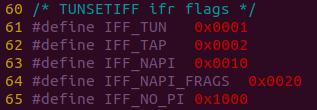 60 /* TUNSETIFF ifr flags */
61 #define IFF_TUN 0x0001
62 #define IFF_TAP 0x0002
63 #define IFF_NAPI 0x0010
64 #define IFF_NAPI_FRAGS 0x0020
65 #define IFF_NO_PI 0x1000